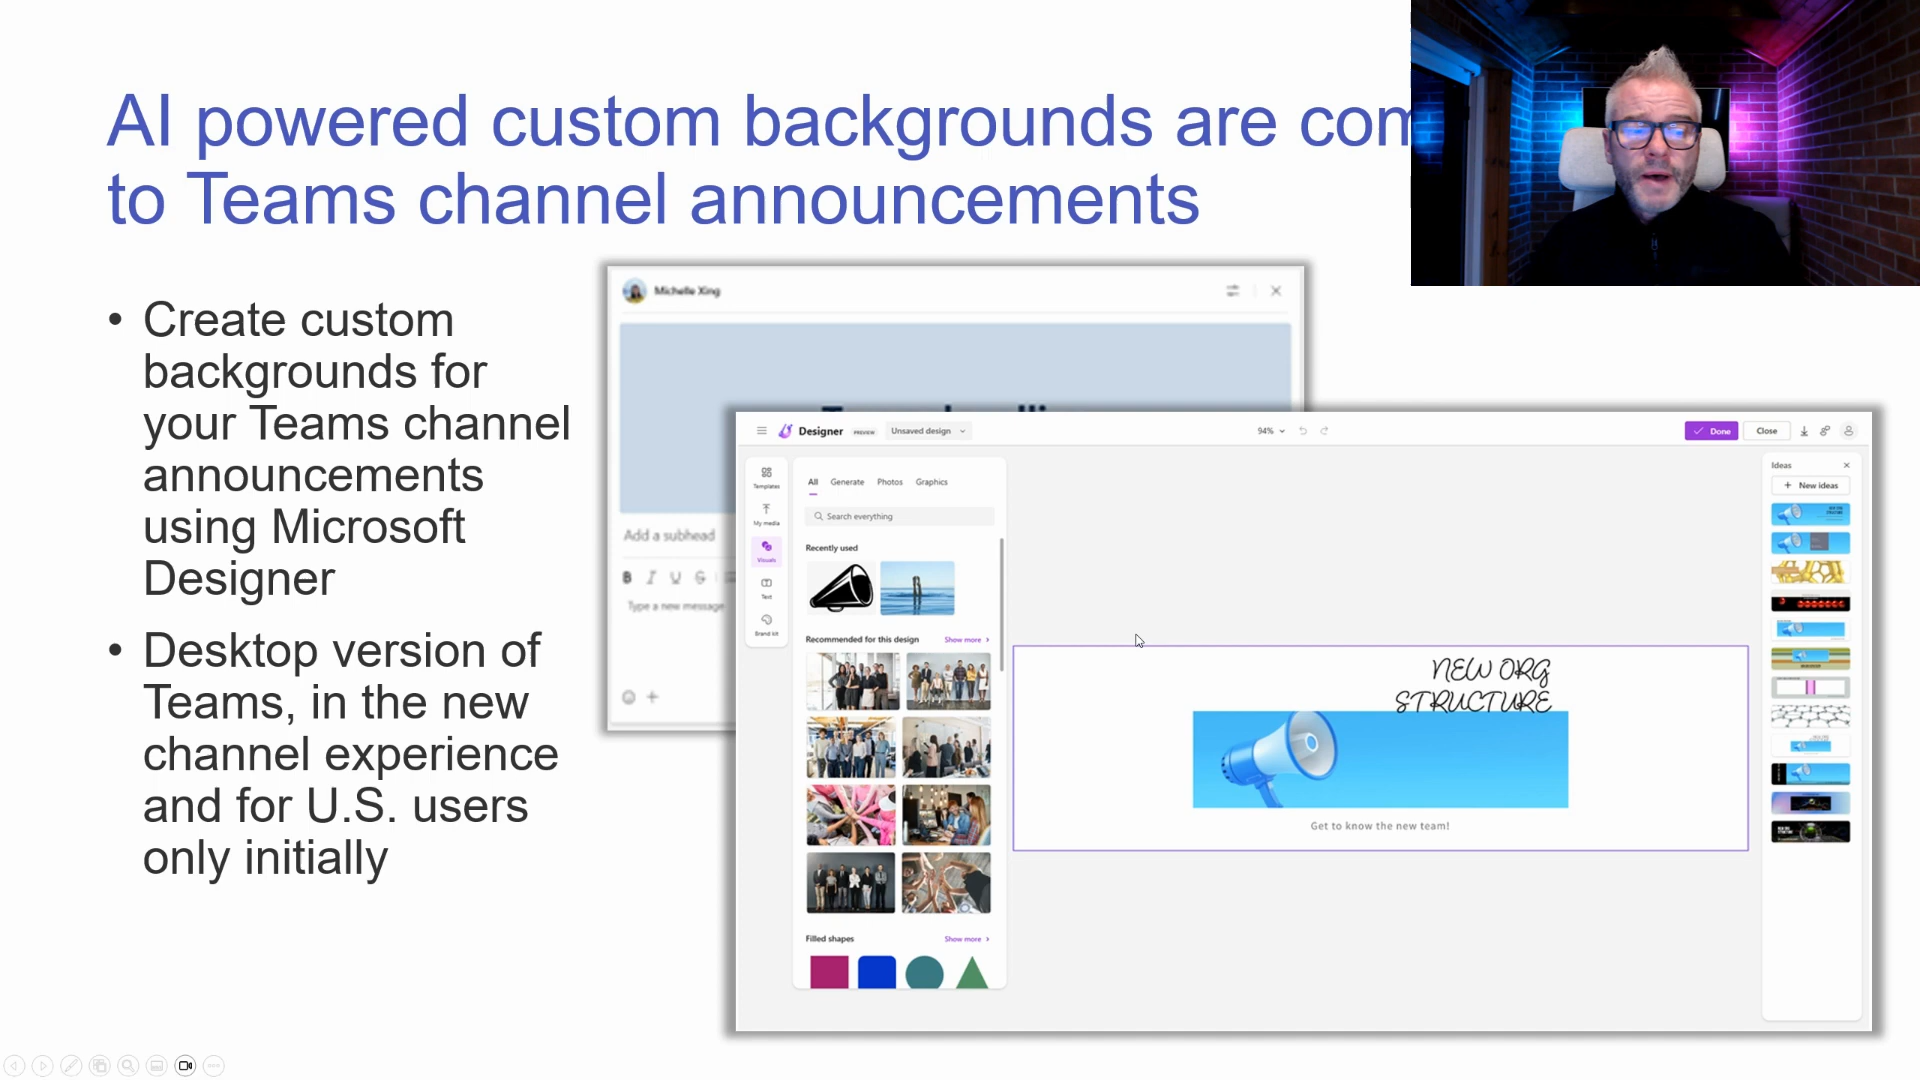 AI powered custom backgrounds are com
to Teams channel announcements
• Create custom
backgrounds for
your Teams channel
announcements
using Microsoft
Designer
• Desktop version of
Teams, in the new
channel experience
and for U.S. users
only initially
Michelle Xing
Add a subhead
B I U S
Type a new message
Designer PREVIEW Unsaved design
94%
Done Close
Templates
My media
Visuals
Text
Brand kit
All Generate Photos Graphics
Search everything
Recently used
Recommended for this design Show more >
Filled shapes Show more >
NEW ORG
STRUCTURE
Get to know the new team!
Ideas
+ New ideas